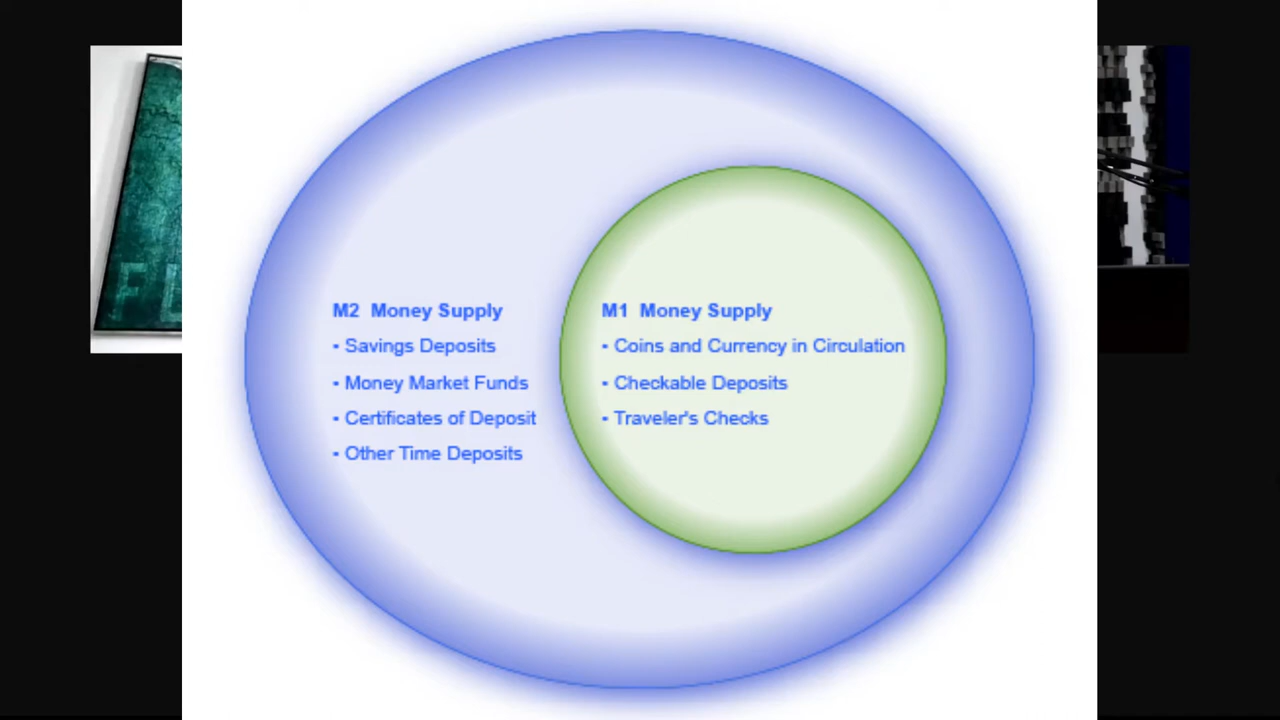 M2 Money Supply
• Savings Deposits
• Money Market Funds
• Certificates of Deposit
• Other Time Deposits
M1 Money Supply
• Coins and Currency in Circulation
• Checkable Deposits
• Traveler's Checks